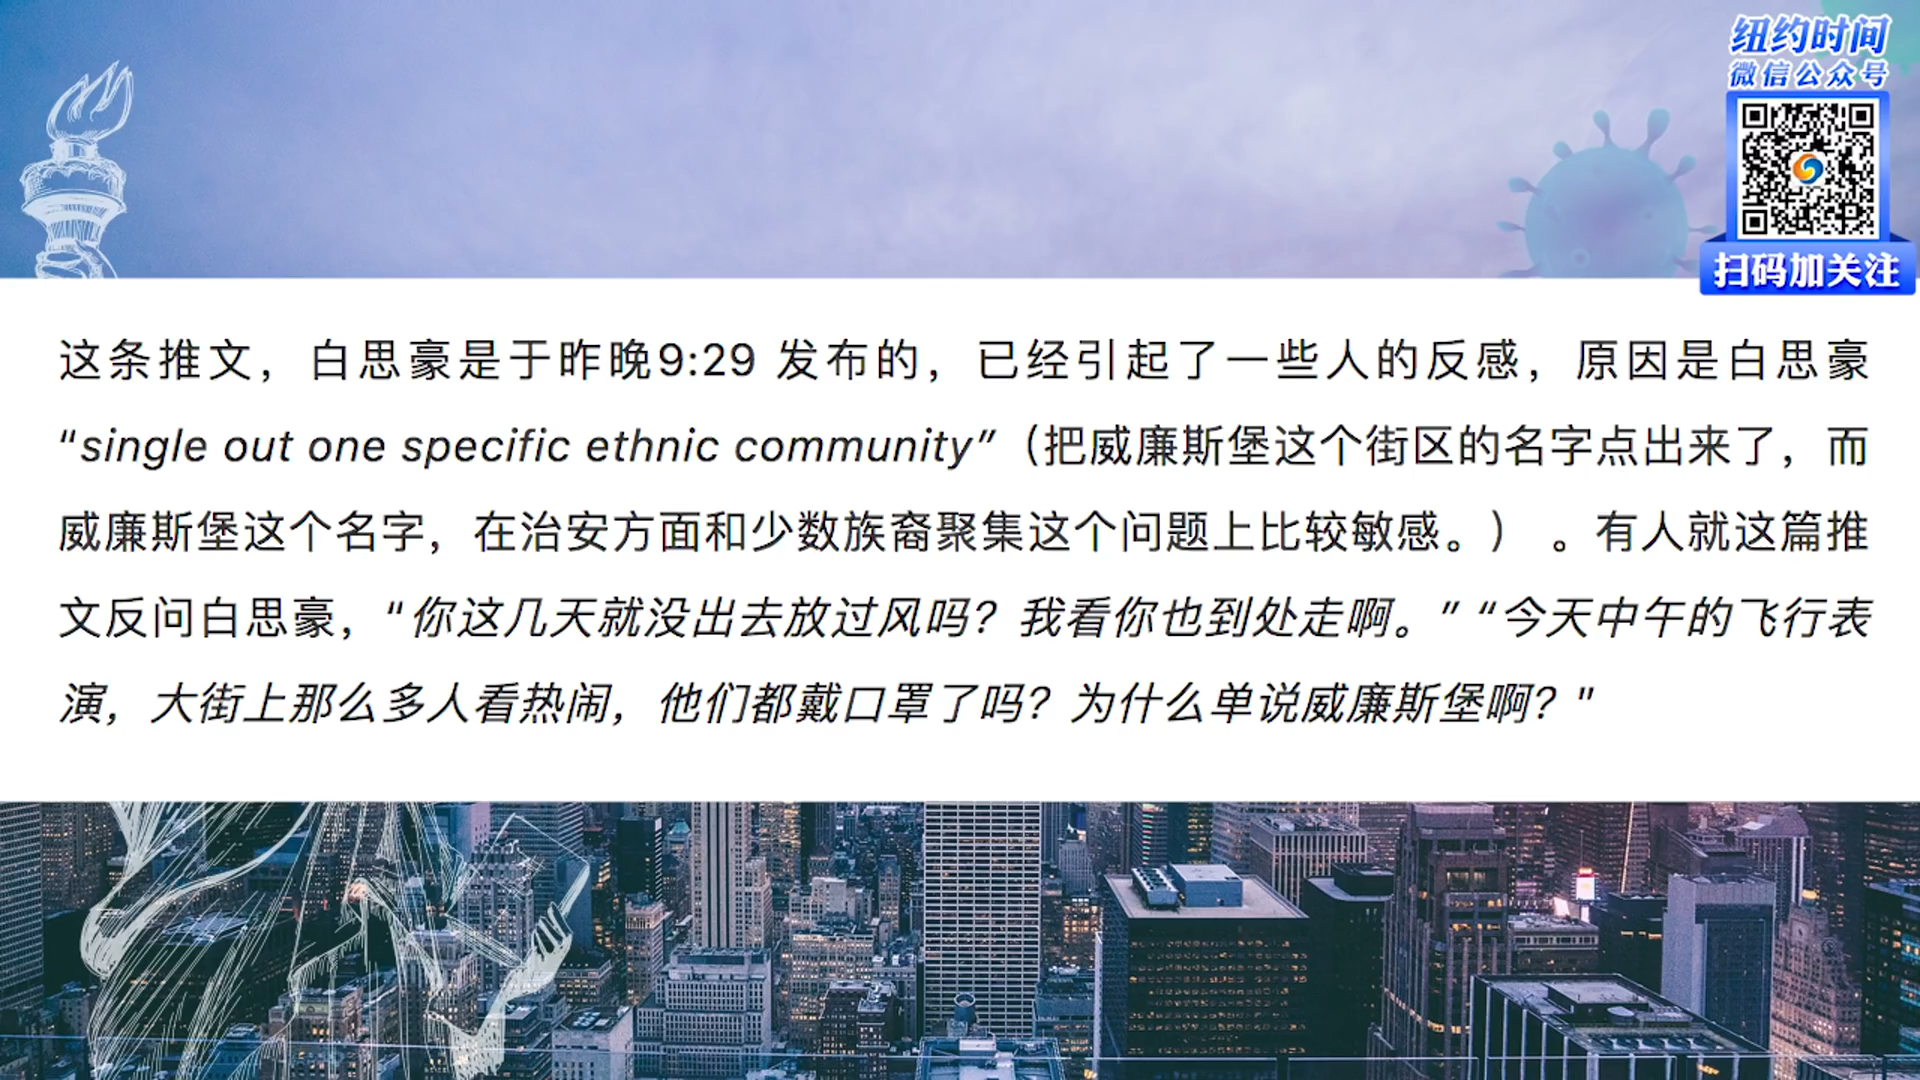 纽约时间
微信公众号
扫码加关注
这条推文，白思豪是于昨晚9:29 发布的，已经引起了一些人的反感，原因是白思豪
“single out one specific ethnic community”（把威廉斯堡这个街区的名字点出来了，而
威廉斯堡这个名字，在治安方面和少数族裔聚集这个问题上比较敏感。） 。有人就这篇推
文反问白思豪，“你这几天就没出去放过风吗？我看你也到处走啊。”“今天中午的飞行表
演，大街上那么多人看热闹，他们都戴口罩了吗？为什么单说威廉斯堡啊？"